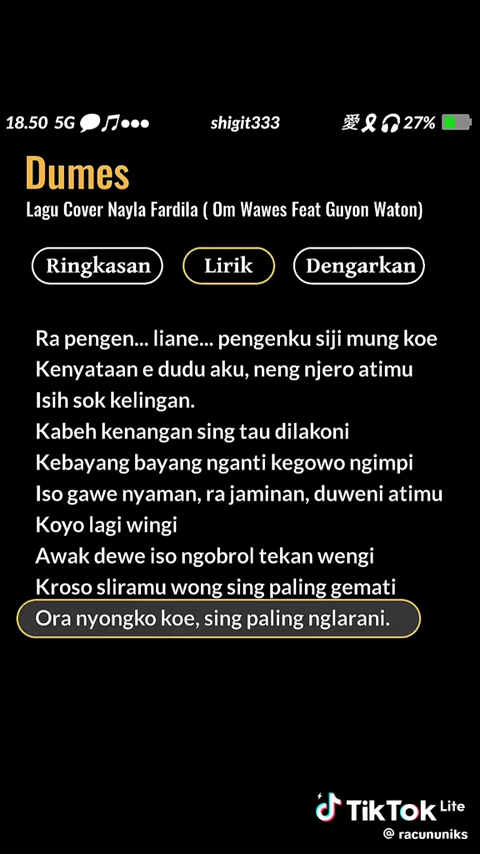 18.50 5G shigit333 愛 27%
Dumes
Lagu Cover Nayla Fardila ( Om Wawes Feat Guyon Waton)
Ringkasan Lirik Dengarkan
Ra pengen... liane... pengenku siji mung koe
Kenyataan e dudu aku, neng njero atimu
Isih sok kelingan.
Kabeh kenangan sing tau dilakoni
Kebayang bayang nganti kegowo ngimpi
Iso gawe nyaman, ra jaminan, duweni atimu
Koyo lagi wingi
Awak dewe iso ngobrol tekan wengi
Kroso sliramu wong sing paling gemati
Ora nyongko koe, sing paling nglarani.
TikTok Lite
@ racununiks